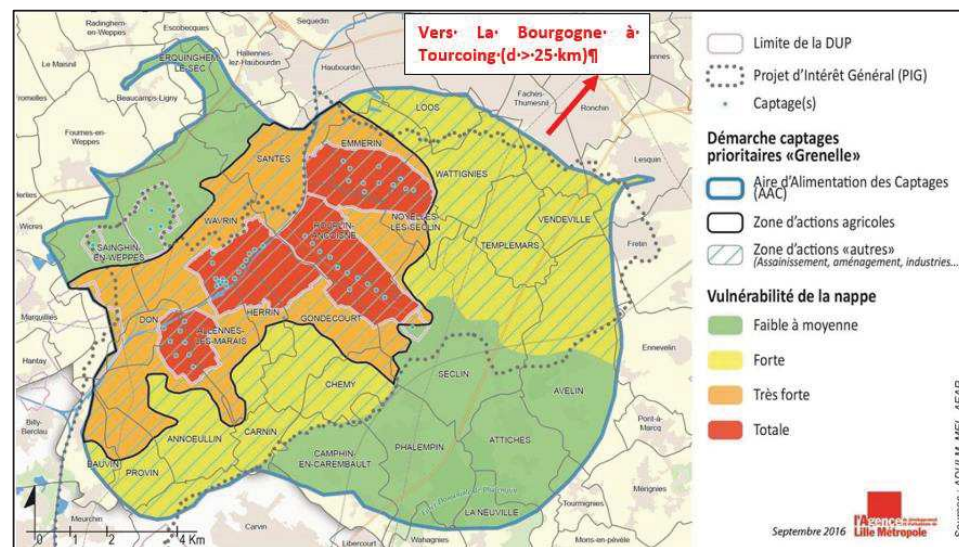 Vers· La· Bourgogne· à·
Tourcoing·(d·>·25·km)¶
Radinghem-
en-Weppes
Escobecques
Sequedin
Le Maisnil
ERQUINGHEM-
LE-SEC
Hallennes-
lez-Haubourdin
Haubourdin
Beaucamps-Ligny
Fromelles
Fournes-en-
Weppes
LOOS
Faches-
Thumesnil
Ronchin
Lesquin
SANTES
EMMERIN
WATTIGNIES
Wicres
WAVRIN
HOUPLIN-
ANCOISNE
NOYELLES-
LES-SECLIN
VENDEVILLE
SAINGHIN-
EN-WEPPES
TEMPLEMARS
Fretin
Marquillies
DON
HERRIN
ALLENNES-
LES-MARAIS
GONDECOURT
Hantay
Ennevelin
SECLIN
CHEMY
AVELIN
Billy-
Berclau
ANNOEULLIN
CARNIN
Pont-à-
Marcq
BAUVIN
PROVIN
CAMPHIN-
EN-CAREMBAULT
PHALEMPIN
ATTICHES
Mérignies
LA NEUVILLE
Tourmignies
Meurchin
Carvin
Libercourt
Wahagnies
Mons-en-pévèle
0 1 2 4 Km
Limite de la DUP
Projet d'Intérêt Général (PIG)
Captage(s)
Démarche captages
prioritaires «Grenelle»
Aire d'Alimentation des Captages
(AAC)
Zone d'actions agricoles
Zone d'actions «autres»
(Assainissement, aménagement, industries...
Vulnérabilité de la nappe
Faible à moyenne
Forte
Très forte
Totale
Septembre 2016
l'Agence
Lille Métropole